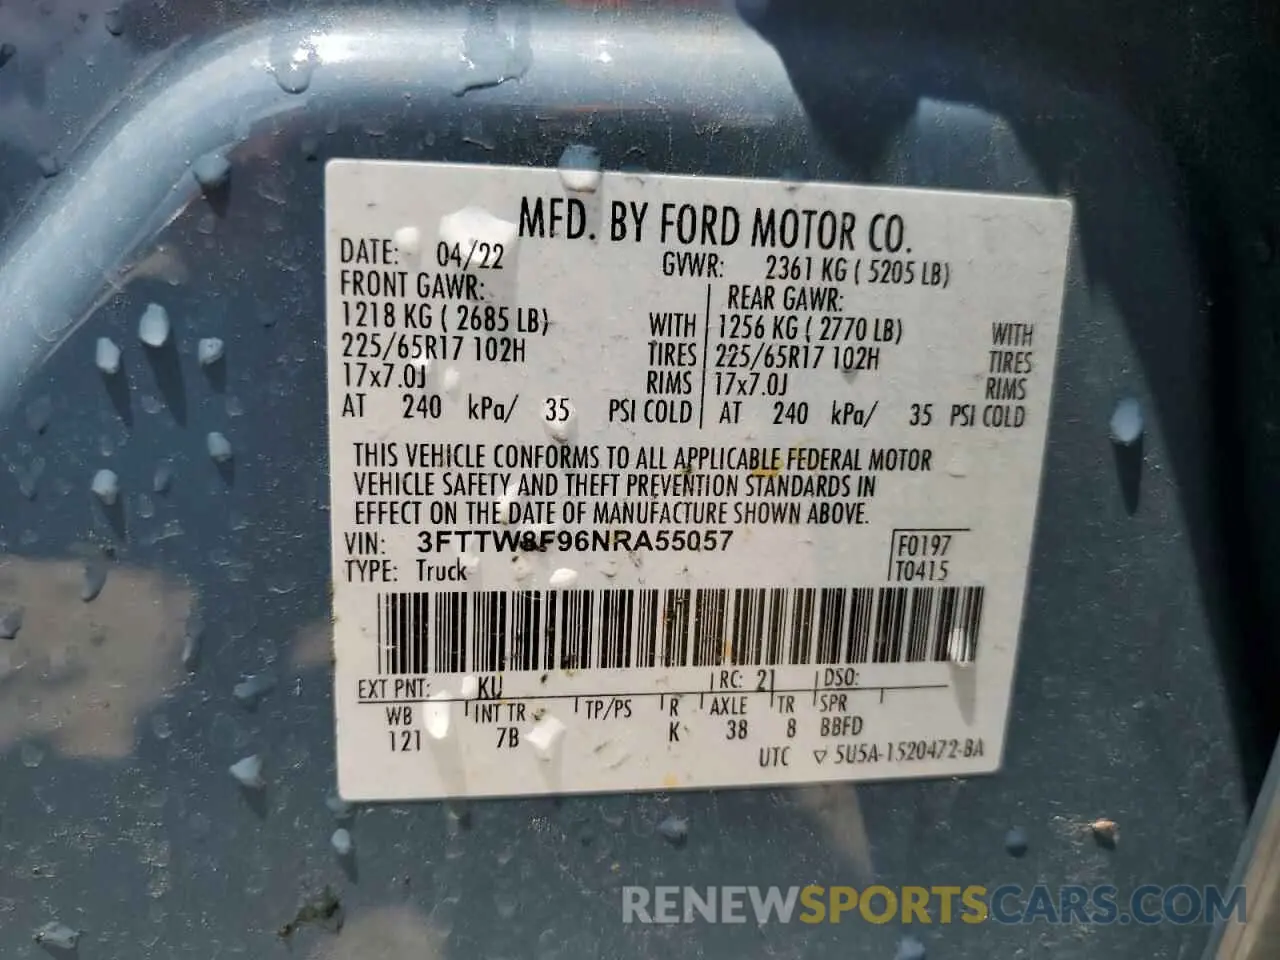 MFD. BY FORD MOTOR CO.
DATE: 04/22 GVWR: 2361 KG ( 5205 LB)
FRONT GAWR: REAR GAWR:
1218 KG ( 2685 LB) WITH 1256 KG ( 2770 LB) WITH
225/65R17 102H TIRES 225/65R17 102H TIRES
17x7.0J RIMS 17x7.0J RIMS
AT 240 kPa/ 35 PSI COLD AT 240 kPa/ 35 PSI COLD
THIS VEHICLE CONFORMS TO ALL APPLICABLE FEDERAL MOTOR
VEHICLE SAFETY AND THEFT PREVENTION STANDARDS IN
EFFECT ON THE DATE OF MANUFACTURE SHOWN ABOVE.
VIN: 3FTTW8F96NRA55057 F0197
TYPE: Truck T0415
EXT PNT: KU RC: 21 DSO:
WB INT TR TP/PS R AXLE TR SPR
121 7B K 38 8 BBFD
UTC ▽ 5U5A-1520472-BA
RENEWSPORTSCARS.COM